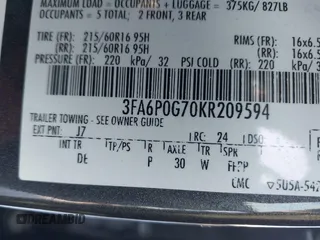 MAXIMUM LOAD = OCCUPANTS + LUGGAGE = 375KG/ 827LB
OCCUPANTS = 5 TOTAL; 2 FRONT, 3 REAR
TIRE (FR): 215/60R16 95H RIMS (FR): 16x6.5
(RR): 215/60R16 95H (RR): 16x6.5
PRESSURE (FR) 220 kPa/ 32 PSI COLD (RR) 220 kPa/
3FA6P0G70KR209594
TRAILER TOWING - SEE OWNER GUIDE
EXT PNT: J7 RC: 24 DSO:
INT TR TP/PS R AXLE TR SPR
DE P 30 W
CMC
STATBIDAMID.COM